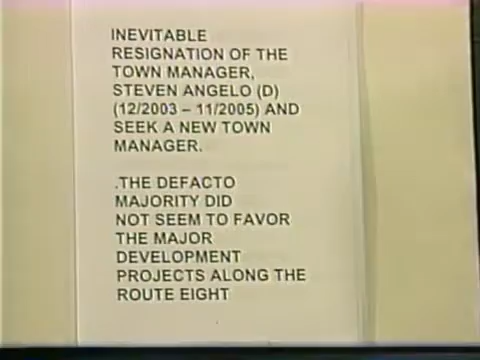 INEVITABLE
RESIGNATION OF THE
TOWN MANAGER,
STEVEN ANGELO (D)
(12/2003 – 11/2005) AND
SEEK A NEW TOWN
MANAGER.
.THE DEFACTO
MAJORITY DID
NOT SEEM TO FAVOR
THE MAJOR
DEVELOPMENT
PROJECTS ALONG THE
ROUTE EIGHT